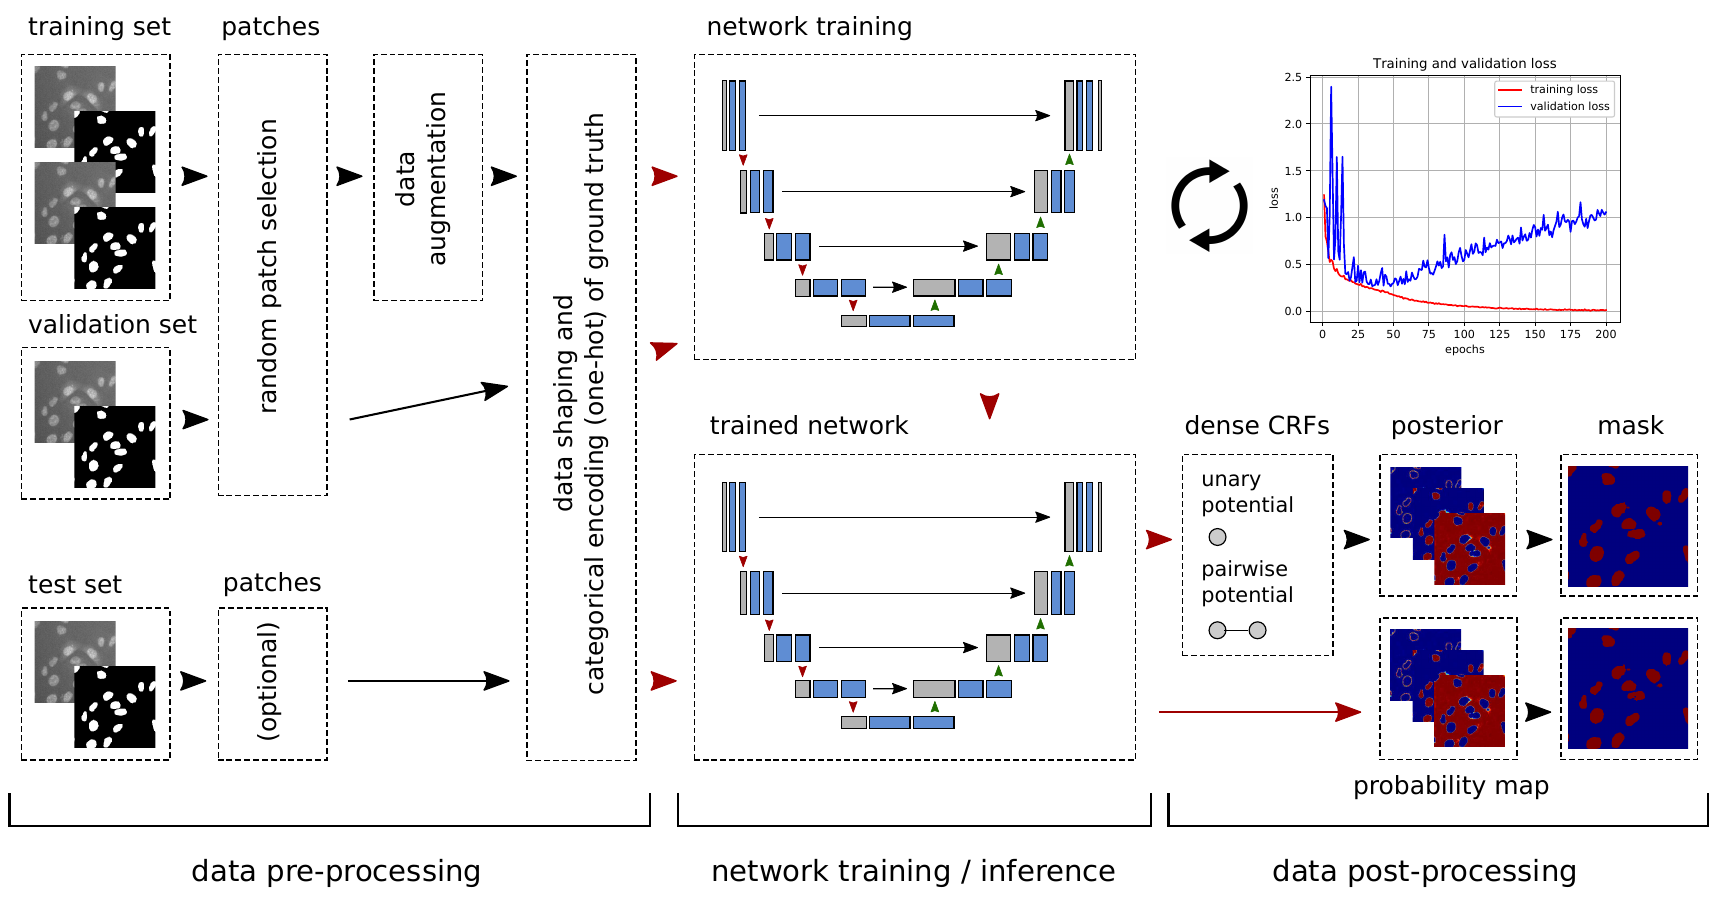 training set
patches
network training
random patch selection
data
augmentation
data shaping and
categorical encoding (one-hot) of ground truth
Training and validation loss
training loss
validation loss
2.5
2.0
1.5
1.0
0.5
0.0
loss
0 25 50 75 100 125 150 175 200
epochs
validation set
trained network
dense CRFs
posterior
mask
unary
potential
pairwise
potential
test set
patches
(optional)
probability map
data pre-processing
network training / inference
data post-processing